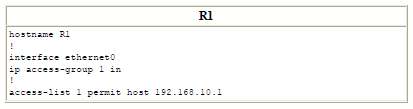 R1
hostname R1
!
interface ethernet0
ip access-group 1 in
!
access-list 1 permit host 192.168.10.1